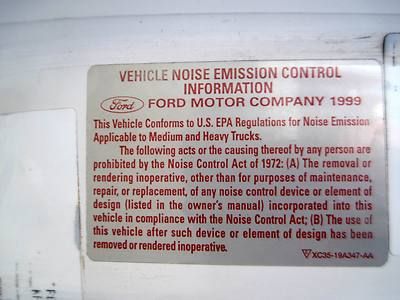 VEHICLE NOISE EMISSION CONTROL
INFORMATION
Ford FORD MOTOR COMPANY 1999
This Vehicle Conforms to U.S. EPA Regulations for Noise Emission
Applicable to Medium and Heavy Trucks.
The following acts or the causing thereof by any person are
prohibited by the Noise Control Act of 1972: (A) The removal or
rendering inoperative, other than for purposes of maintenance,
repair, or replacement, of any noise control device or element of
design (listed in the owner's manual) incorporated into this
vehicle in compliance with the Noise Control Act; (B) The use of
this vehicle after such device or element of design has been
removed or rendered inoperative.
XC35-19A347-AA